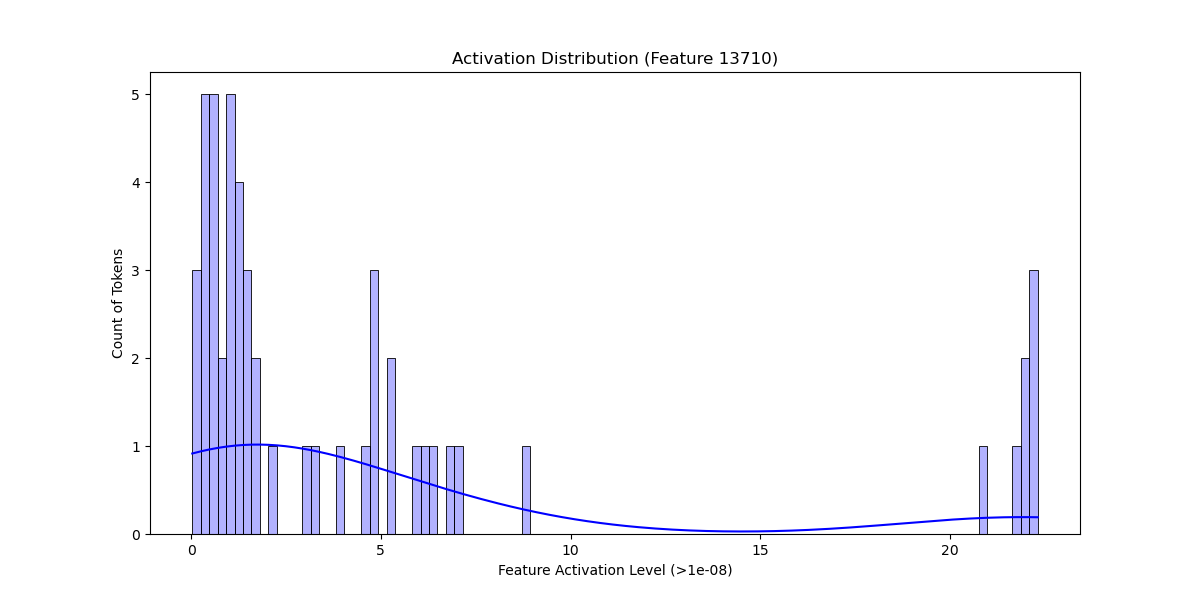 Activation Distribution (Feature 13710)
Count of Tokens
5
4
3
2
1
0
0 5 10 15 20
Feature Activation Level (>1e-08)